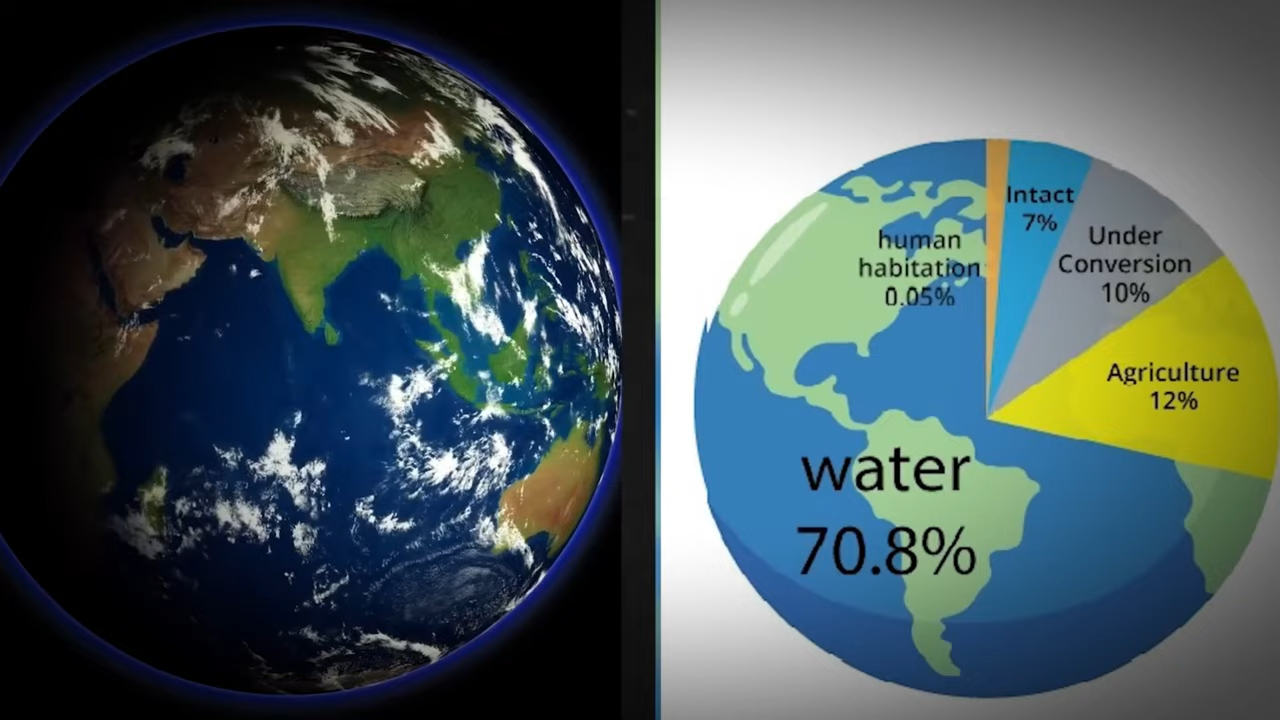 Intact
7%
human
habitation
0.05%
Under
Conversion
10%
Agriculture
12%
water
70.8%